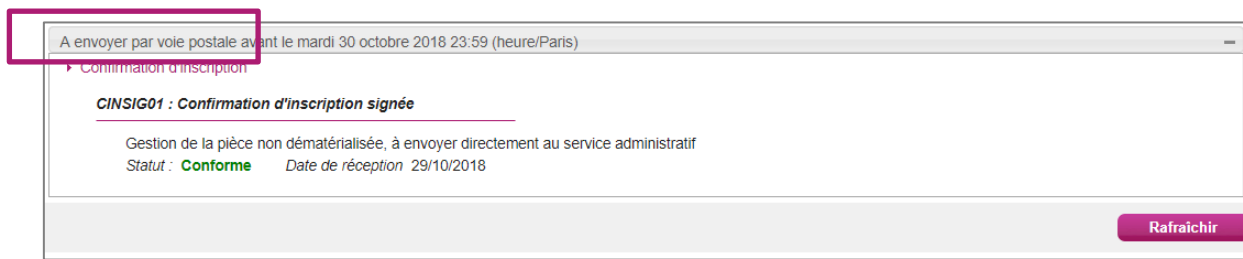 A envoyer par voie postale avant le mardi 30 octobre 2018 23:59 (heure/Paris)
Confirmation d'inscription
CINSIG01 : Confirmation d'inscription signée
Gestion de la pièce non dématérialisée, à envoyer directement au service administratif
Statut : Conforme Date de réception 29/10/2018
Rafraîchir